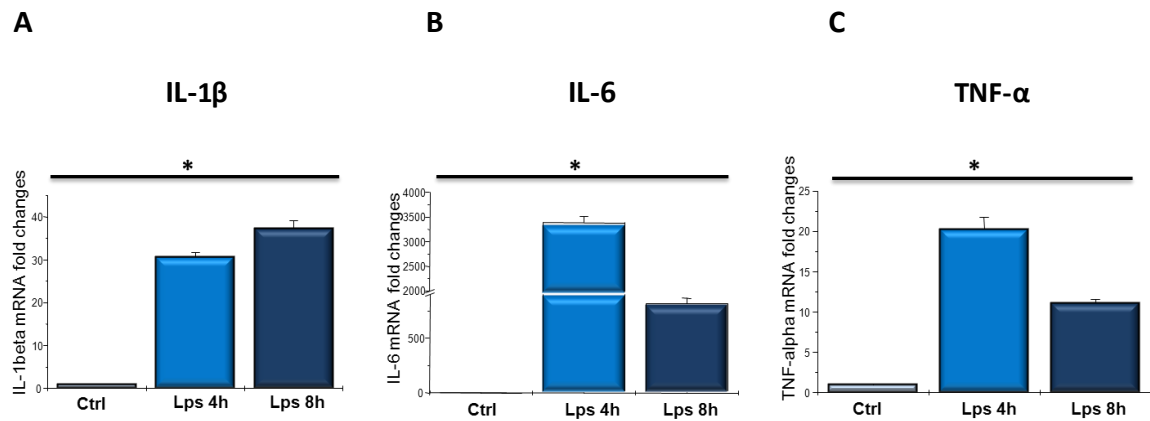 A
B
C
IL-1β
IL-6
TNF-α
*
*
*
IL-1beta mRNA fold changes
40
30
20
10
0
Ctrl
Lps 4h
Lps 8h
IL-6 mRNA fold changes
4000
3500
3000
2500
2000
500
0
Ctrl
Lps 4h
Lps 8h
TNF-alpha mRNA fold changes
25
20
15
10
5
0
Ctrl
Lps 4h
Lps 8h